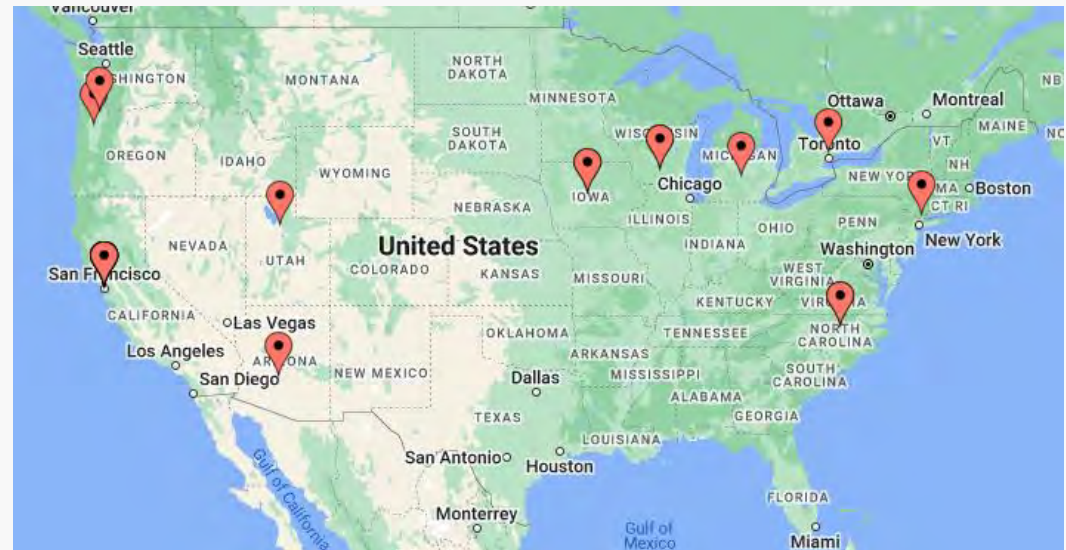 Vancouver
Seattle
WASHINGTON
MONTANA
NORTH
DAKOTA
MINNESOTA
Ottawa
Montreal
NB
MAINE
NO
SOUTH
DAKOTA
WISCONSIN
MICHIGAN
Toronto
VT
NH
OREGON
IDAHO
WYOMING
IOWA
Chicago
NEW YORK
MA
Boston
CT RI
NEBRASKA
ILLINOIS
INDIANA
OHIO
PENN
New York
NEVADA
UTAH
United States
COLORADO
KANSAS
MISSOURI
Washington
WEST
VIRGINIA
San Francisco
CALIFORNIA
KENTUCKY
VIRGINIA
Las Vegas
OKLAHOMA
TENNESSEE
NORTH
CAROLINA
Los Angeles
ARIZONA
NEW MEXICO
ARKANSAS
MISSISSIPPI
SOUTH
CAROLINA
San Diego
Dallas
ALABAMA
GEORGIA
TEXAS
LOUISIANA
San Antonio
Houston
Gulf of California
FLORIDA
Monterrey
Gulf of
Mexico
Miami